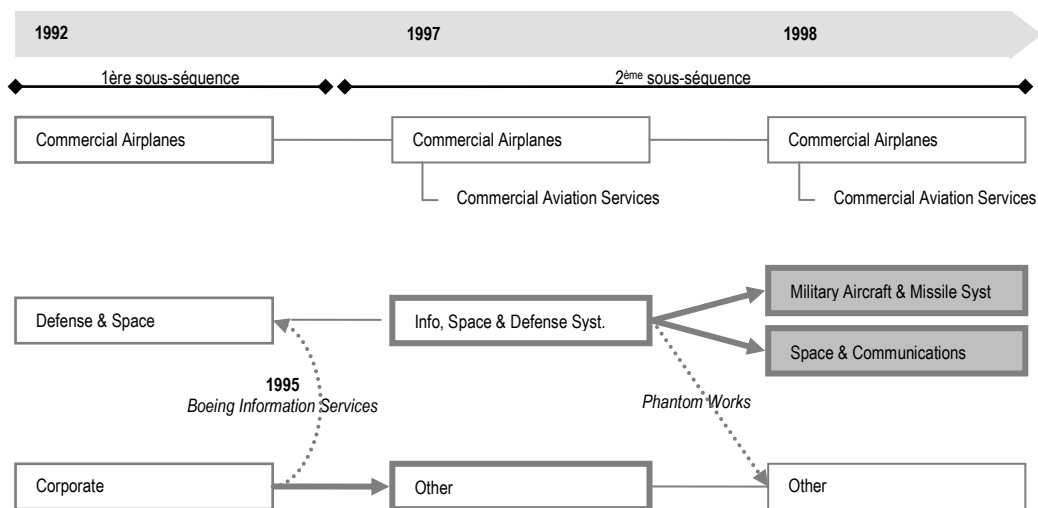 1992 1997 1998
1ère sous-séquence 2ème sous-séquence
Commercial Airplanes Commercial Airplanes Commercial Airplanes
Commercial Aviation Services Commercial Aviation Services
Military Aircraft & Missile Syst
Defense & Space Info, Space & Defense Syst.
Space & Communications
1995
Boeing Information Services Phantom Works
Corporate Other Other